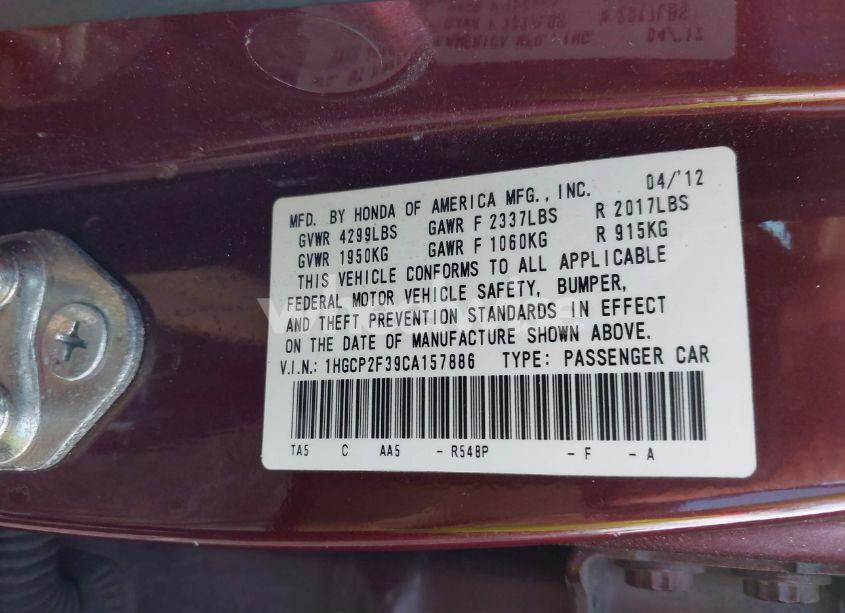 MFD. BY HONDA OF AMERICA MFG., INC. 04/'12
GVWR 4299LBS GAWR F 2337LBS R 2017LBS
GVWR 1950KG GAWR F 1060KG R 915KG
THIS VEHICLE CONFORMS TO ALL APPLICABLE
FEDERAL MOTOR VEHICLE SAFETY, BUMPER,
AND THEFT PREVENTION STANDARDS IN EFFECT
ON THE DATE OF MANUFACTURE SHOWN ABOVE.
V.I.N.: 1HGCP2F39CA157886 TYPE: PASSENGER CAR
TA5 C AA5 - R548P - F - A